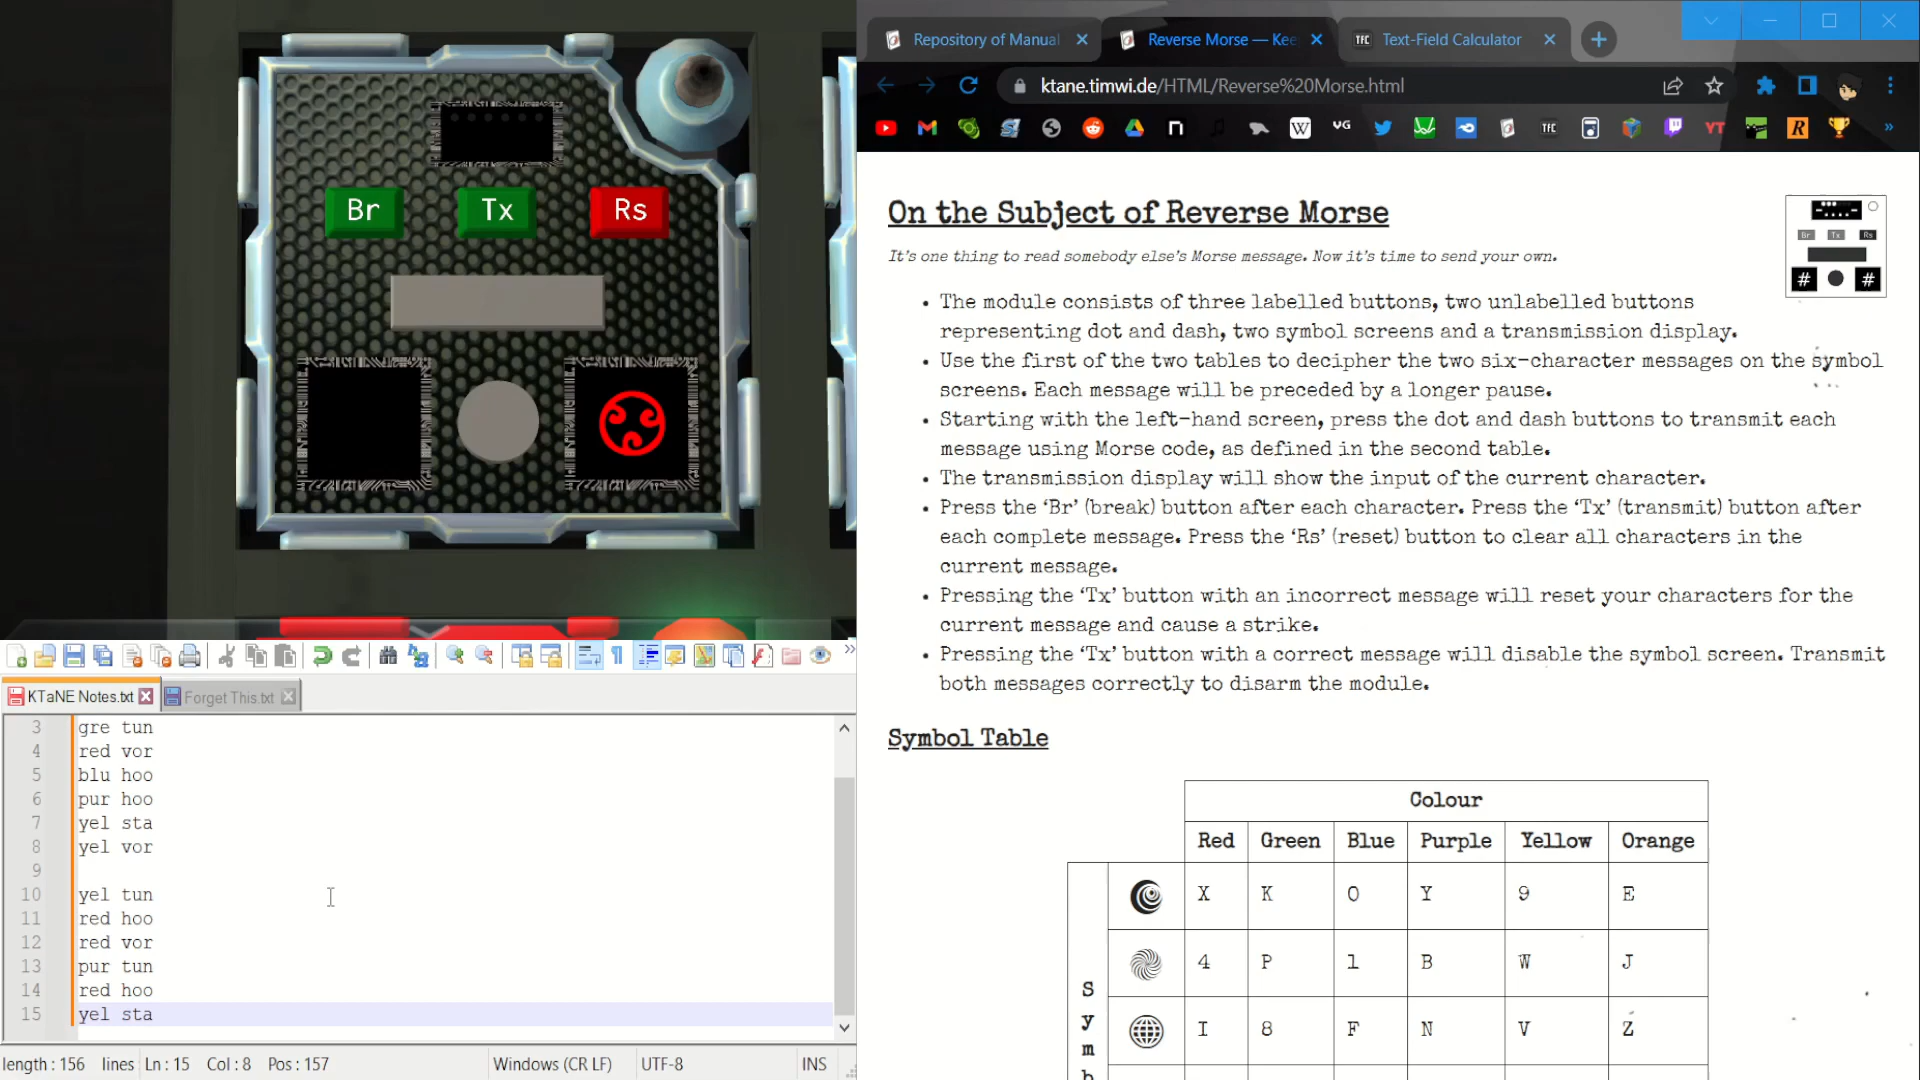 Br
Tx
Rs
KTaNE Notes.txt
Forget This.txt
3 gre tun
4 red vor
5 blu hoo
6 pur hoo
7 yel sta
8 yel vor
9
10 yel tun
11 red hoo
12 red vor
13 pur tun
14 red hoo
15 yel sta
length : 156 lines Ln : 15 Col : 8 Pos : 157 Windows (CR LF) UTF-8 INS
Repository of Manual
Reverse Morse — Kee
TFC Text-Field Calculator
ktane.timwi.de/HTML/Reverse%20Morse.html
n W VG TFC YT R
On the Subject of Reverse Morse
Br Tx Rs
# #
It's one thing to read somebody else's Morse message. Now it's time to send your own.
• The module consists of three labelled buttons, two unlabelled buttons
representing dot and dash, two symbol screens and a transmission display.
• Use the first of the two tables to decipher the two six-character messages on the symbol
screens. Each message will be preceded by a longer pause.
• Starting with the left-hand screen, press the dot and dash buttons to transmit each
message using Morse code, as defined in the second table.
• The transmission display will show the input of the current character.
• Press the ‘Br’ (break) button after each character. Press the ‘Tx’ (transmit) button after
each complete message. Press the ‘Rs’ (reset) button to clear all characters in the
current message.
• Pressing the ‘Tx’ button with an incorrect message will reset your characters for the
current message and cause a strike.
• Pressing the ‘Tx’ button with a correct message will disable the symbol screen. Transmit
both messages correctly to disarm the module.
Symbol Table
Colour
Red Green Blue Purple Yellow Orange
X K O Y 9 E
4 P 1 B W J
I 8 F N V Z
S
y
m
b